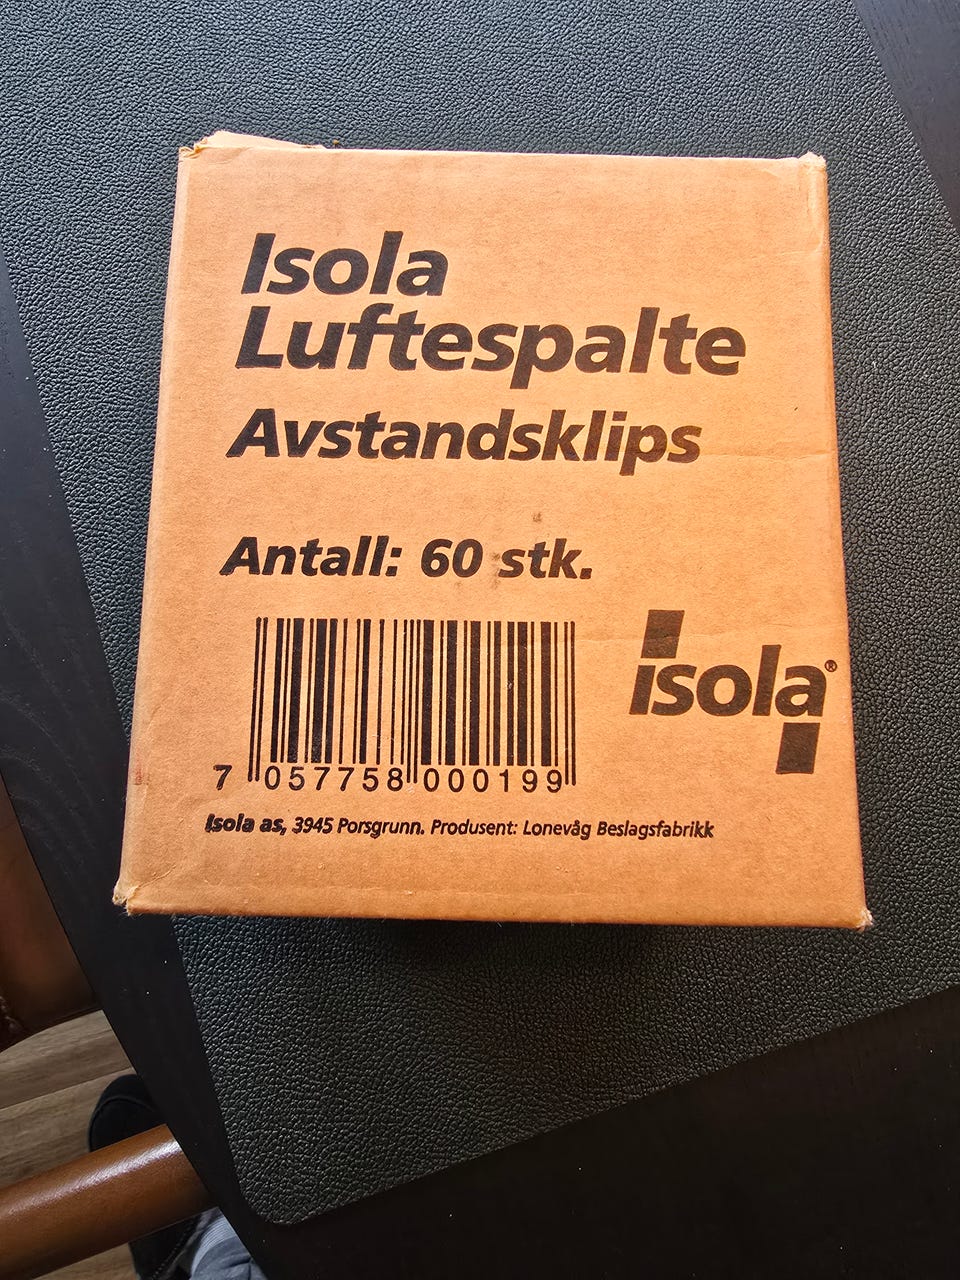 Isola
Luftespalte
Avstandsklips
Antall: 60 stk.
isola®
7 057758 000199
Isola as, 3945 Porsgrunn. Produsent: Lonevåg Beslagsfabrikk